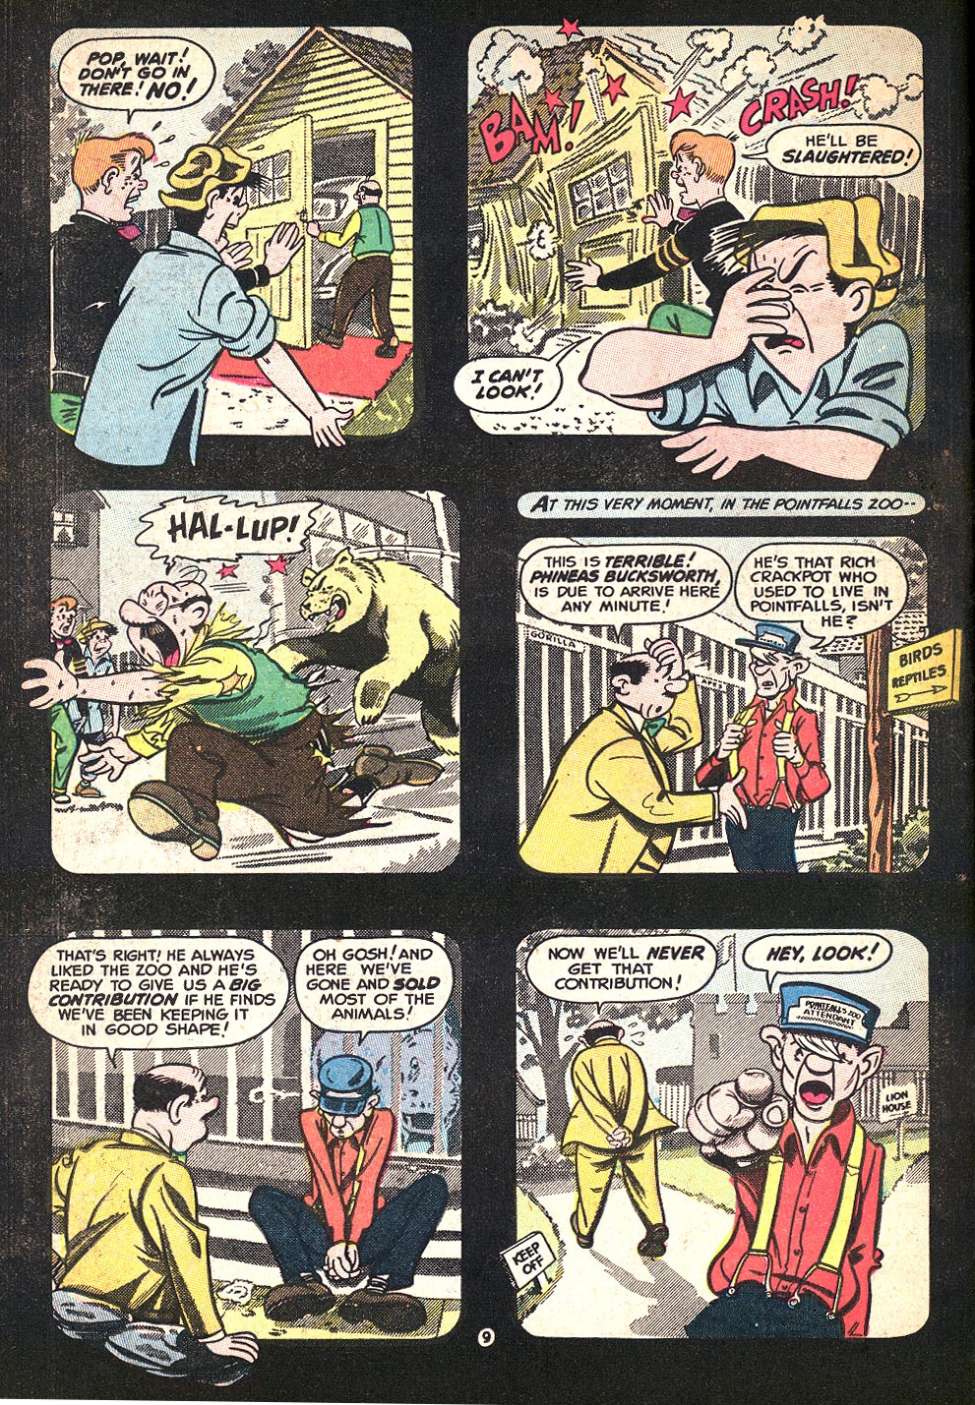 POP, WAIT!
DON'T GO IN
THERE! NO!
BAM!
CRASH!
HE'LL BE
SLAUGHTERED!
I CAN'T
LOOK!
HAL-LUP!
AT THIS VERY MOMENT, IN THE POINTFALLS ZOO--
THIS IS TERRIBLE!
PHINEAS BUCKSWORTH,
IS DUE TO ARRIVE HERE
ANY MINUTE!
HE'S THAT RICH
CRACKPOT WHO
USED TO LIVE IN
POINTFALLS, ISN'T
HE?
GORILLA
APES
BIRDS
REPTILES
THAT'S RIGHT! HE ALWAYS
LIKED THE ZOO AND HE'S
READY TO GIVE US A BIG
CONTRIBUTION IF HE FINDS
WE'VE BEEN KEEPING IT
IN GOOD SHAPE!
OH GOSH! AND
HERE WE'VE
GONE AND SOLD
MOST OF THE
ANIMALS!
NOW WE'LL NEVER
GET THAT
CONTRIBUTION!
HEY, LOOK!
POINTFALLS ZOO
ATTENDANT
LION
HOUSE
KEEP
OFF
9